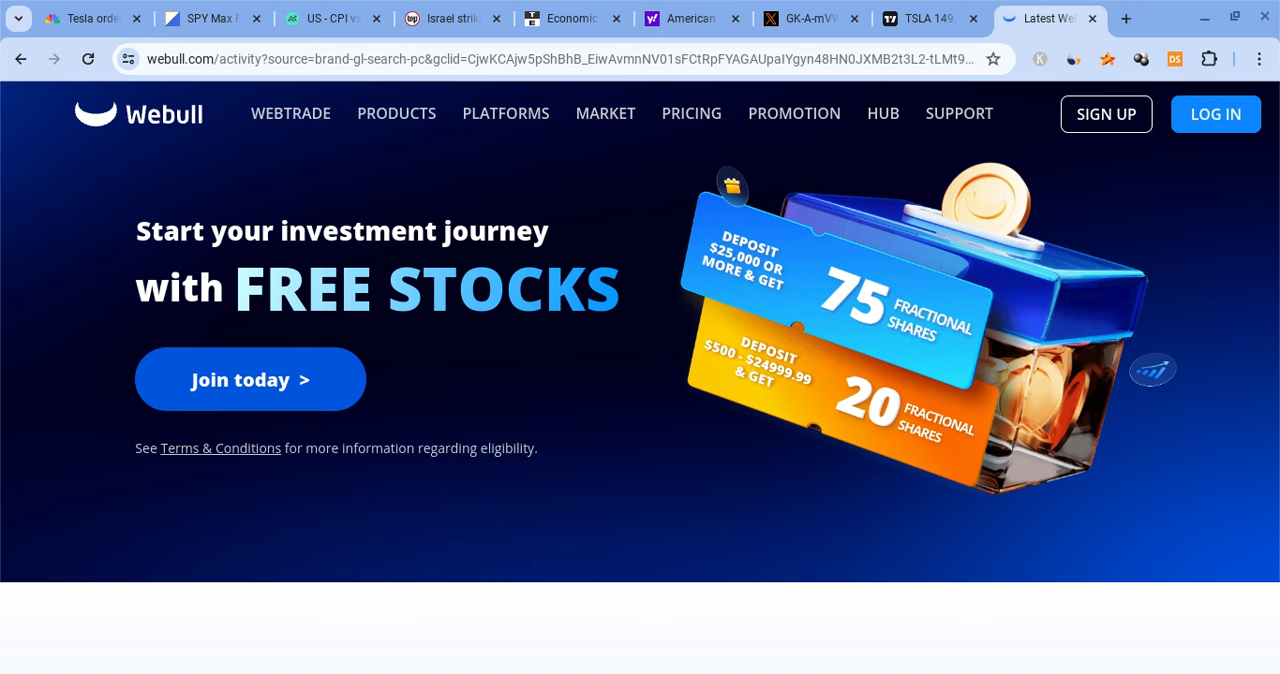 Tesla orde
SPY Max P
US - CPI vs
Israel strik
Economic
American
GK-A-mVW
TSLA 149.
Latest Wel
webull.com/activity?source=brand-gl-search-pc&gclid=CjwKCAjw5pShBhB_EiwAvmnNV01sFCtRpFYAGAUpaIYgyn48HN0JXMB2t3L2-tLMt9...
Webull
WEBTRADE
PRODUCTS
PLATFORMS
MARKET
PRICING
PROMOTION
HUB
SUPPORT
SIGN UP
LOG IN
Start your investment journey
with FREE STOCKS
Join today >
See Terms & Conditions for more information regarding eligibility.
DEPOSIT
$25,000 OR
MORE & GET
75
FRACTIONAL
SHARES
DEPOSIT
$500 - $24999.99
& GET
20
FRACTIONAL
SHARES